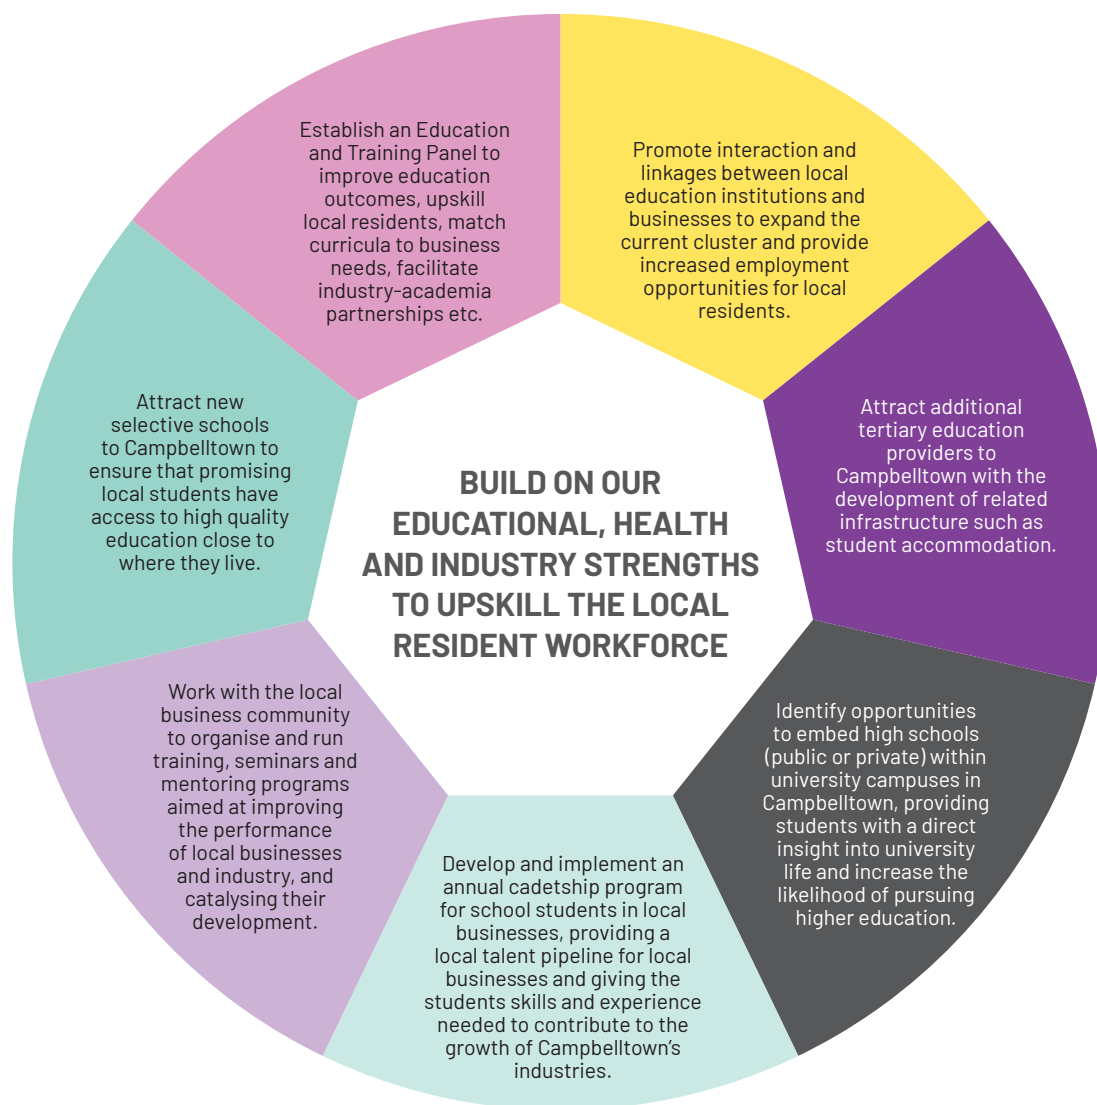 Establish an Education
and Training Panel to
improve education
outcomes, upskill
local residents, match
curricula to business
needs, facilitate
industry-academia
partnerships etc.
Promote interaction and
linkages between local
education institutions and
businesses to expand the
current cluster and provide
increased employment
opportunities for local
residents.
Attract new
selective schools
to Campbelltown to
ensure that promising
local students have
access to high quality
education close to
where they live.
BUILD ON OUR
EDUCATIONAL, HEALTH
AND INDUSTRY STRENGTHS
TO UPSKILL THE LOCAL
RESIDENT WORKFORCE
Attract additional
tertiary education
providers to
Campbelltown with the
development of related
infrastructure such as
student accommodation.
Work with the local
business community
to organise and run
training, seminars and
mentoring programs
aimed at improving
the performance
of local businesses
and industry, and
catalysing their
development.
Develop and implement an
annual cadetship program
for school students in local
businesses, providing a
local talent pipeline for local
businesses and giving the
students skills and experience
needed to contribute to the
growth of Campbelltown's
industries.
Identify opportunities
to embed high schools
(public or private) within
university campuses in
Campbelltown, providing
students with a direct
insight into university
life and increase the
likelihood of pursuing
higher education.